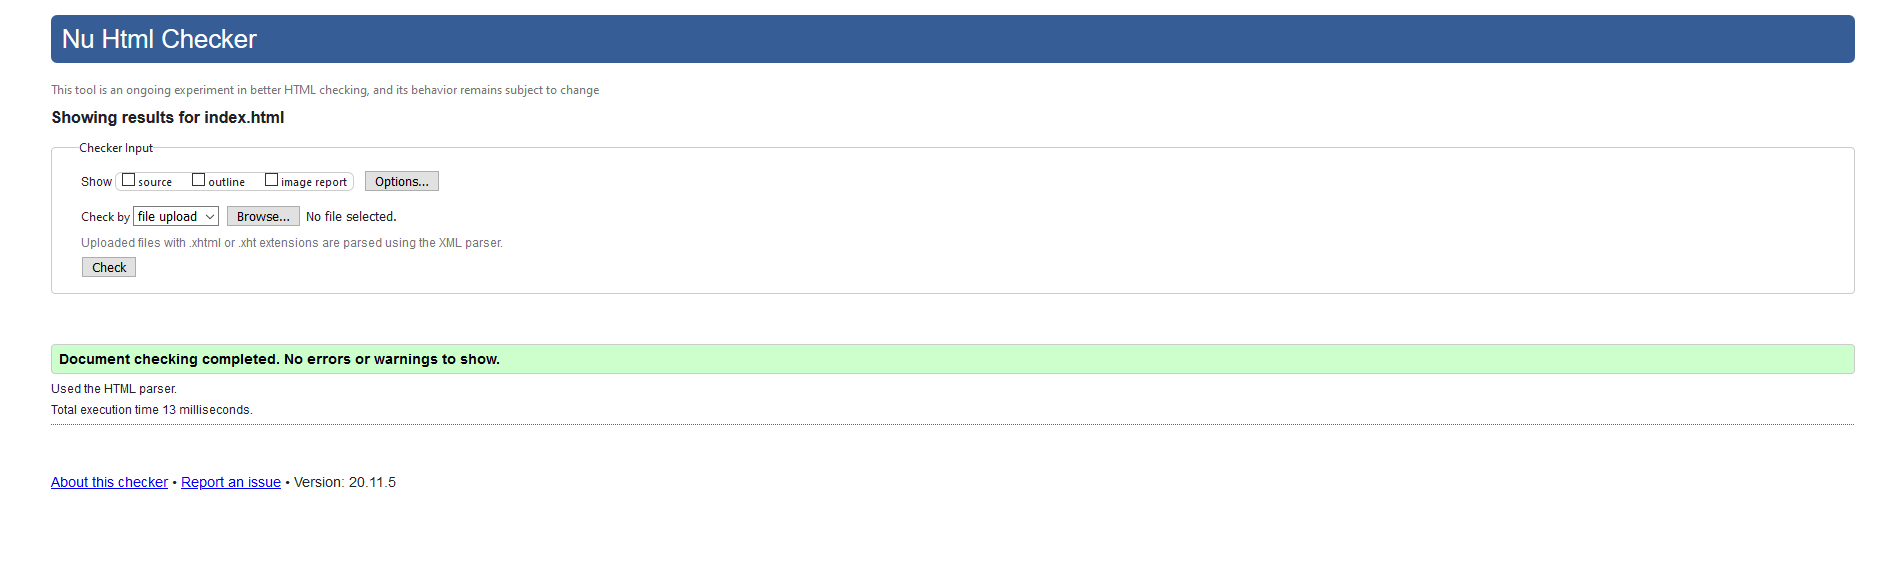 Nu Html Checker
This tool is an ongoing experiment in better HTML checking, and its behavior remains subject to change
Showing results for index.html
Checker Input
Show source outline image report Options...
Check by file upload Browse... No file selected.
Uploaded files with .xhtml or .xht extensions are parsed using the XML parser.
Check
Document checking completed. No errors or warnings to show.
Used the HTML parser.
Total execution time 13 milliseconds.
About this checker • Report an issue • Version: 20.11.5